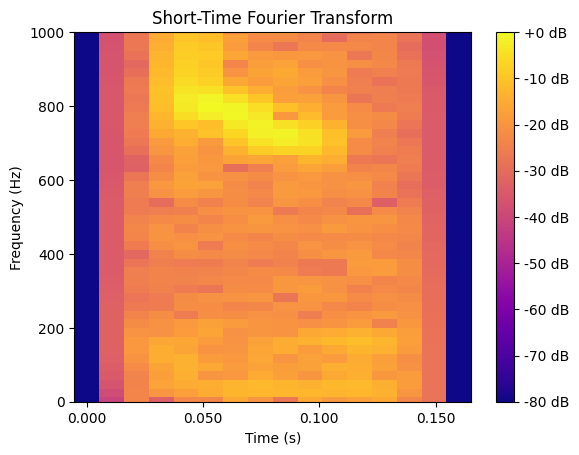 Short-Time Fourier Transform
1000
800
600
400
200
0
Frequency (Hz)
0.000
0.050
0.100
0.150
Time (s)
+0 dB
-10 dB
-20 dB
-30 dB
-40 dB
-50 dB
-60 dB
-70 dB
-80 dB